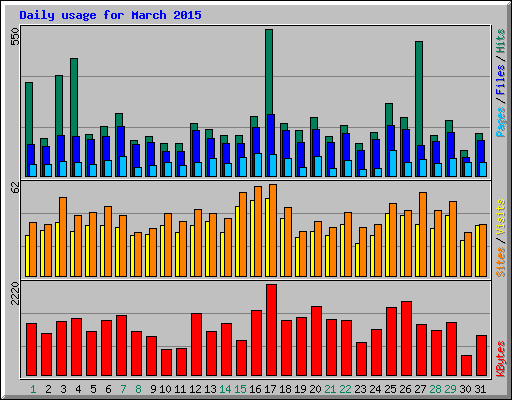 Daily usage for March 2015
550
Pages / Files / Hits
62
Sites / Visits
2220
KBytes
1 2 3 4 5 6 7 8 9 10 11 12 13 14 15 16 17 18 19 20 21 22 23 24 25 26 27 28 29 30 31